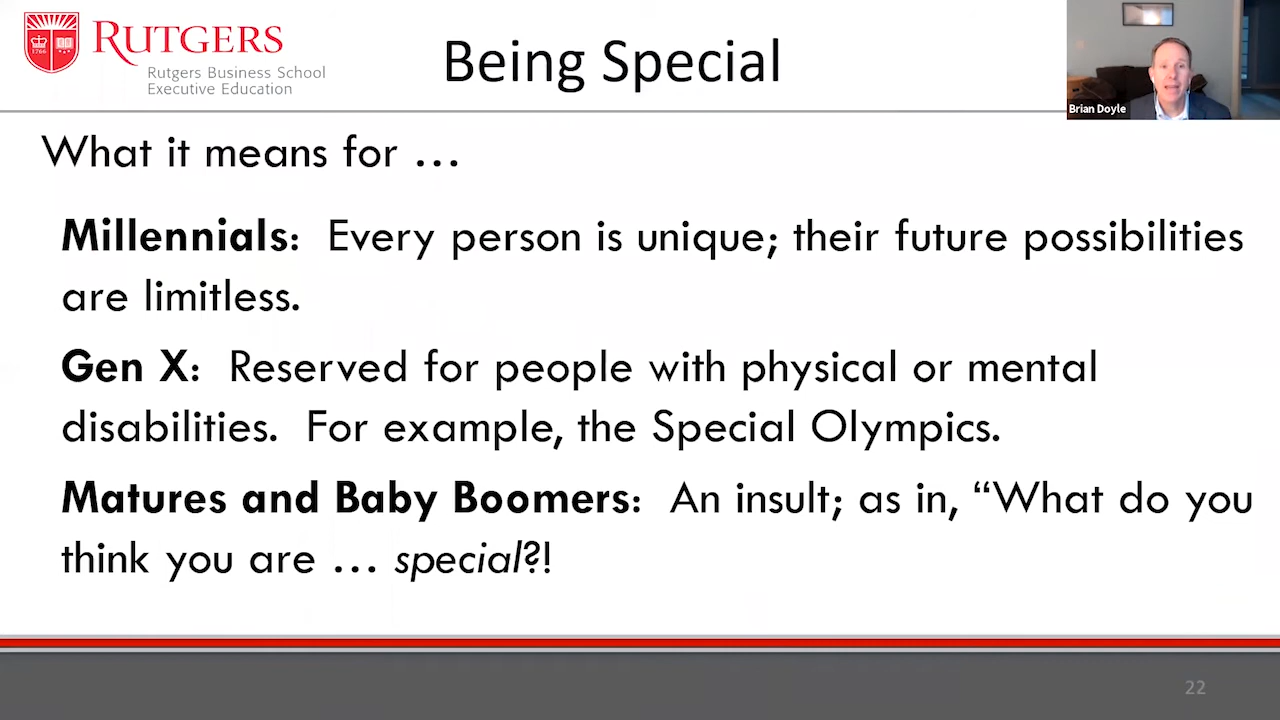 RUTGERS
1766
Rutgers Business School
Executive Education
Being Special
Brian Doyle
What it means for …
Millennials:  Every person is unique; their future possibilities
are limitless.
Gen X:  Reserved for people with physical or mental
disabilities.  For example, the Special Olympics.
Matures and Baby Boomers:  An insult; as in, “What do you
think you are … special?!
22